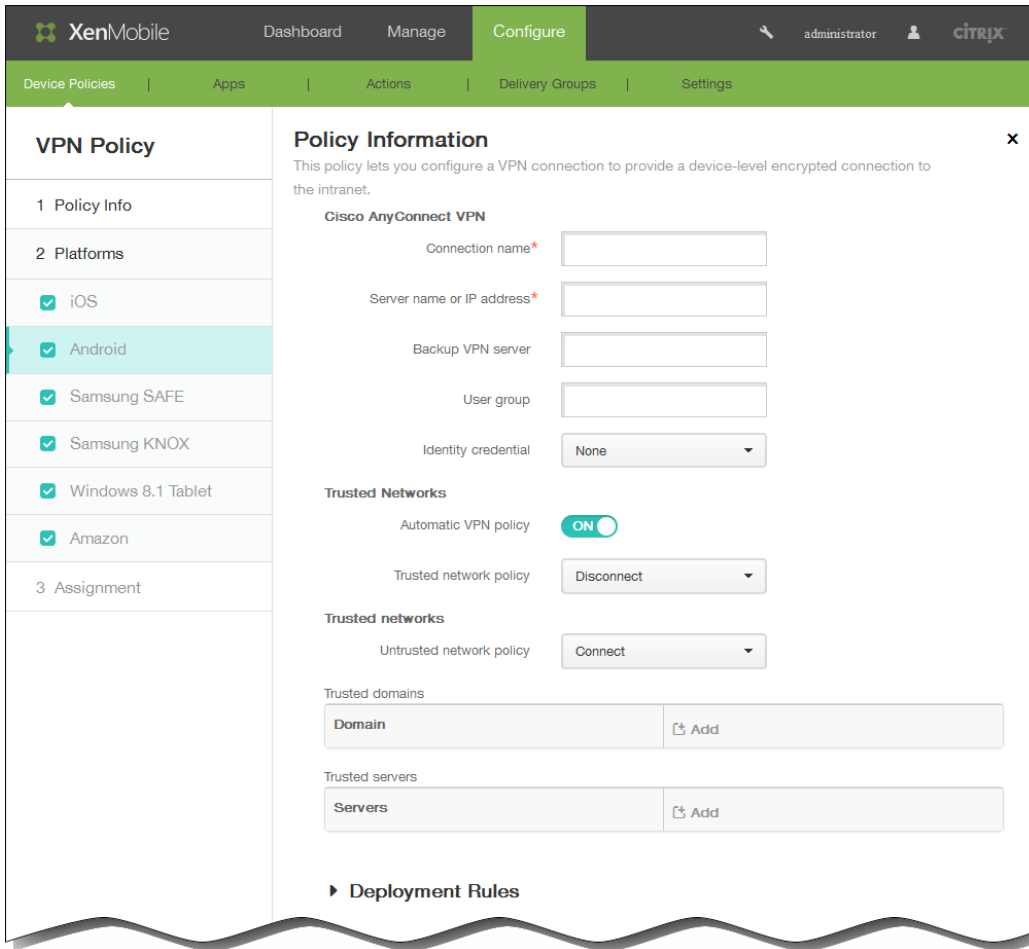 XenMobile
Dashboard
Manage
Configure
administrator
CITRIX
Device Policies | Apps | Actions | Delivery Groups | Settings
VPN Policy
1 Policy Info
2 Platforms
iOS
Android
Samsung SAFE
Samsung KNOX
Windows 8.1 Tablet
Amazon
3 Assignment
Policy Information
This policy lets you configure a VPN connection to provide a device-level encrypted connection to
the intranet.
Cisco AnyConnect VPN
Connection name*
Server name or IP address*
Backup VPN server
User group
Identity credential None
Trusted Networks
Automatic VPN policy ON
Trusted network policy Disconnect
Trusted networks
Untrusted network policy Connect
Trusted domains
Domain Add
Trusted servers
Servers Add
Deployment Rules